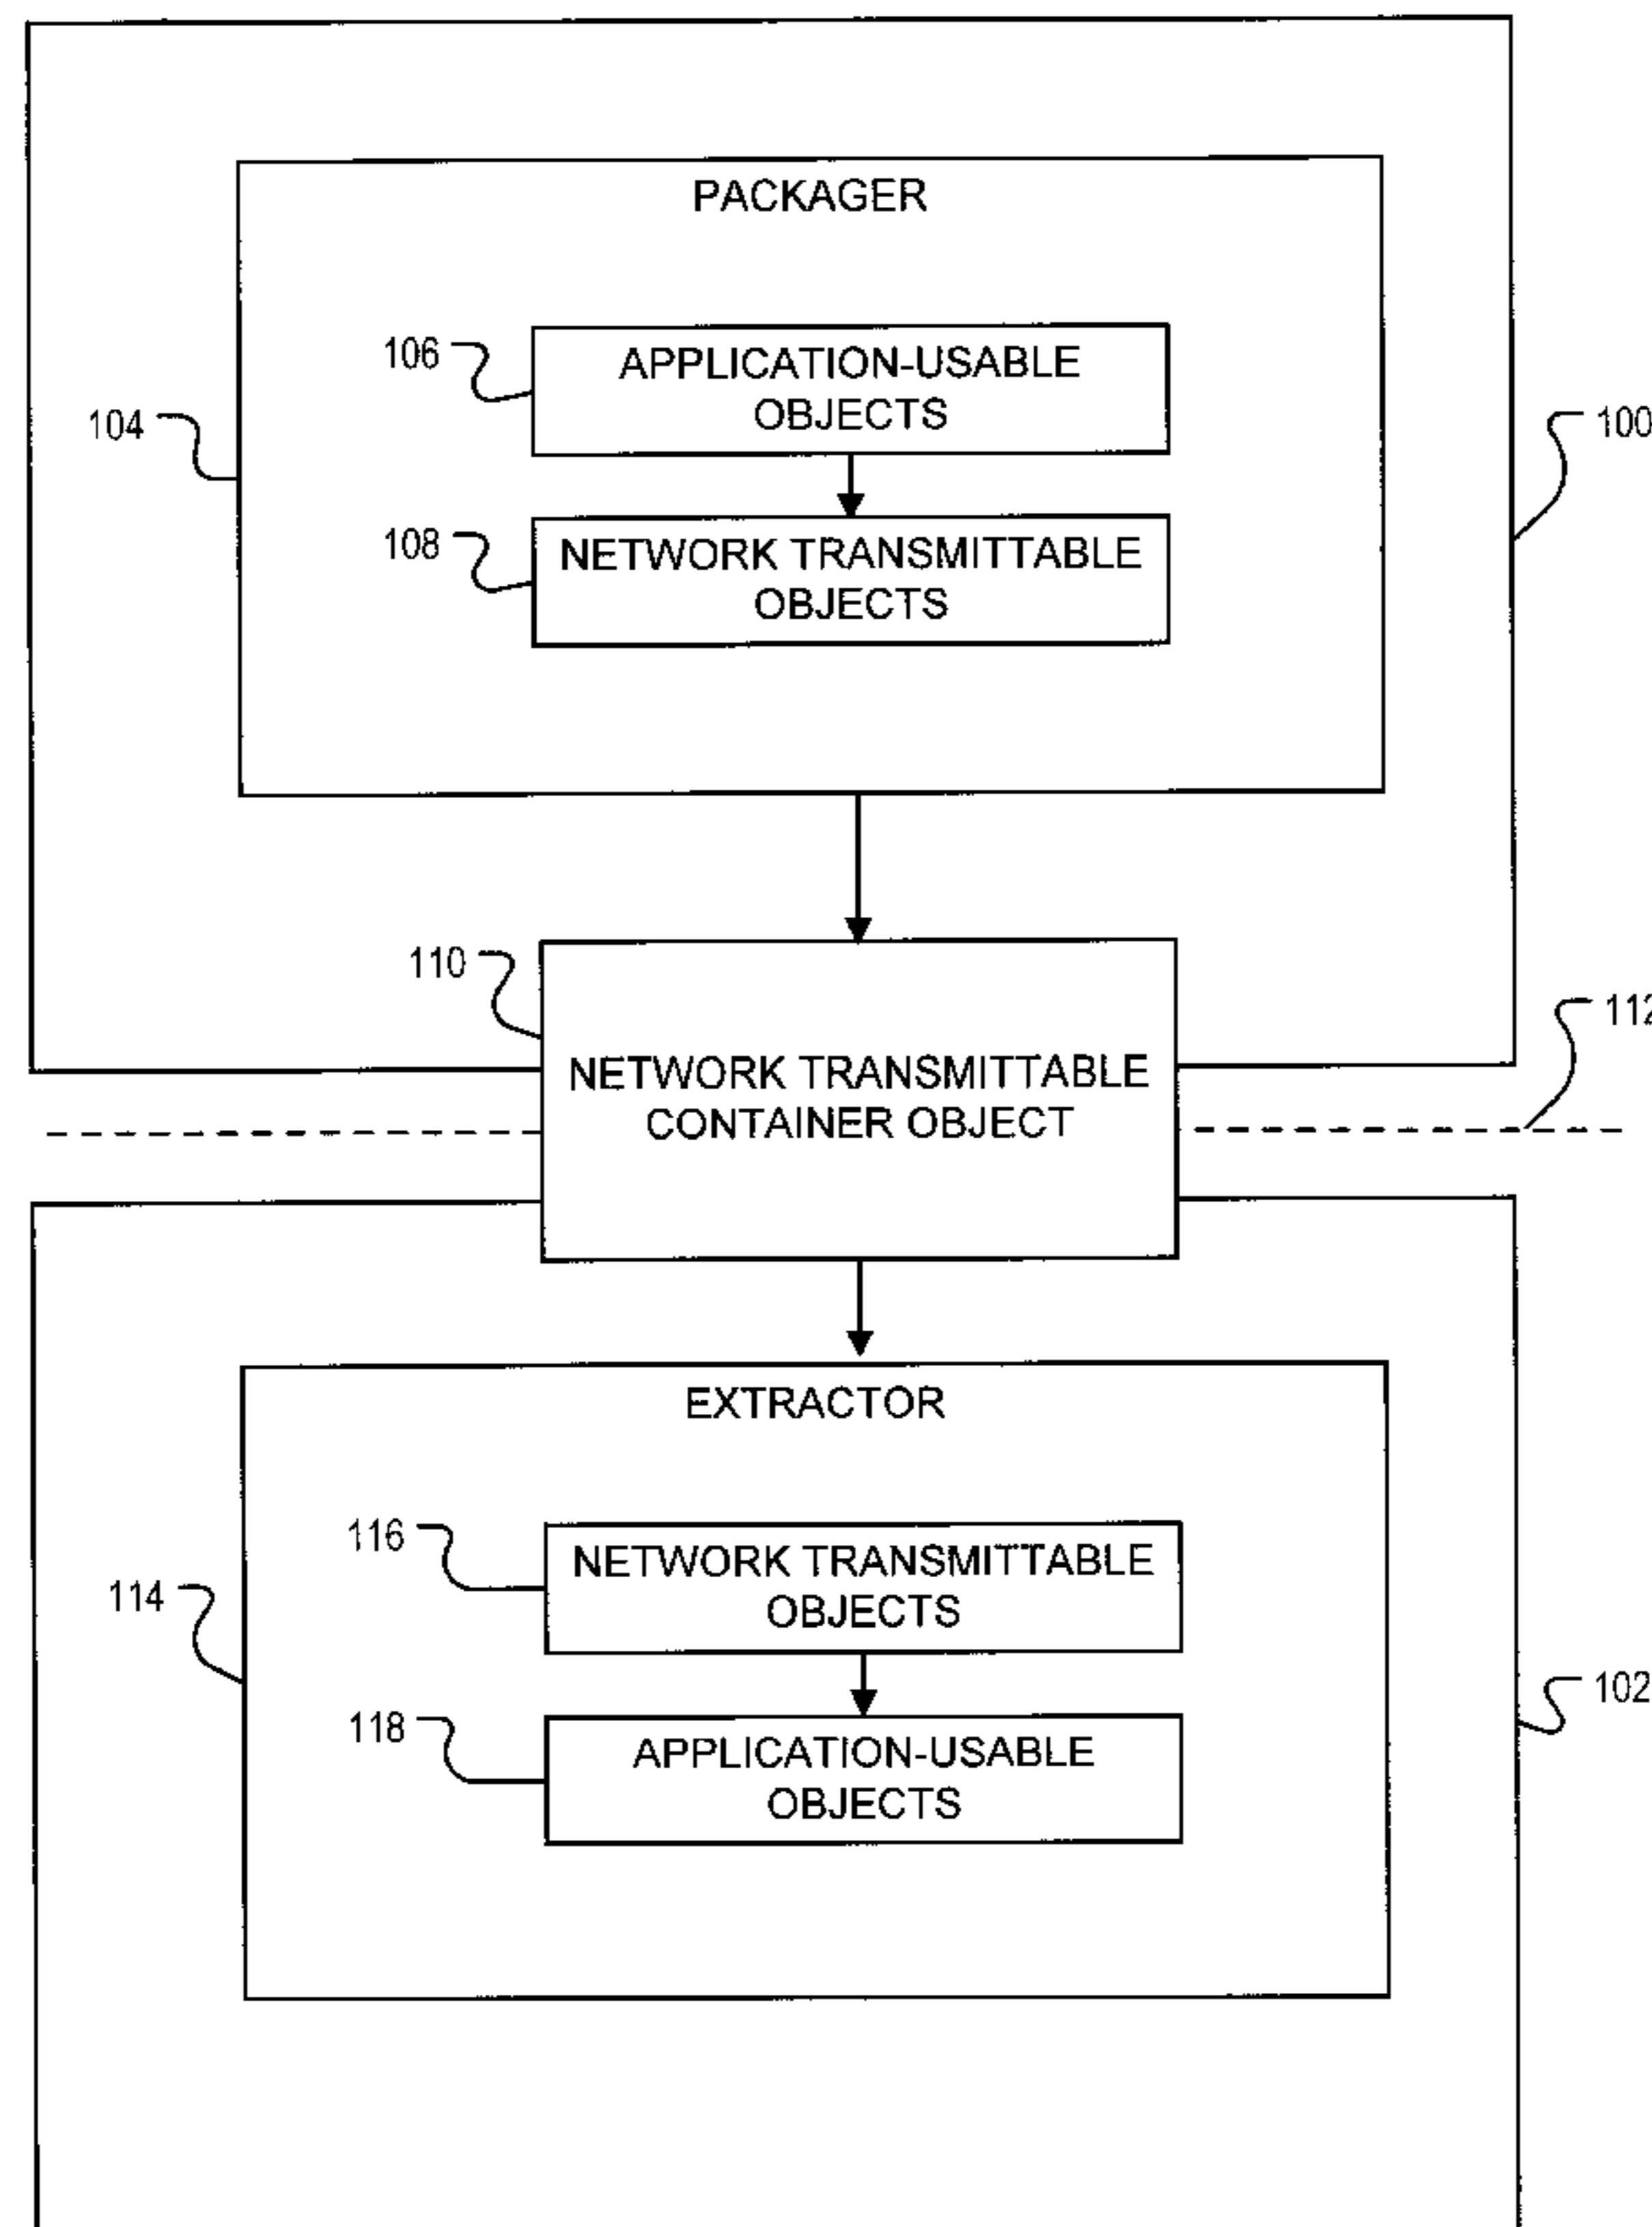 PACKAGER
106
APPLICATION-USABLE
OBJECTS
104
100
108
NETWORK TRANSMITTABLE
OBJECTS
110
112
NETWORK TRANSMITTABLE
CONTAINER OBJECT
EXTRACTOR
116
NETWORK TRANSMITTABLE
OBJECTS
114
102
118
APPLICATION-USABLE
OBJECTS